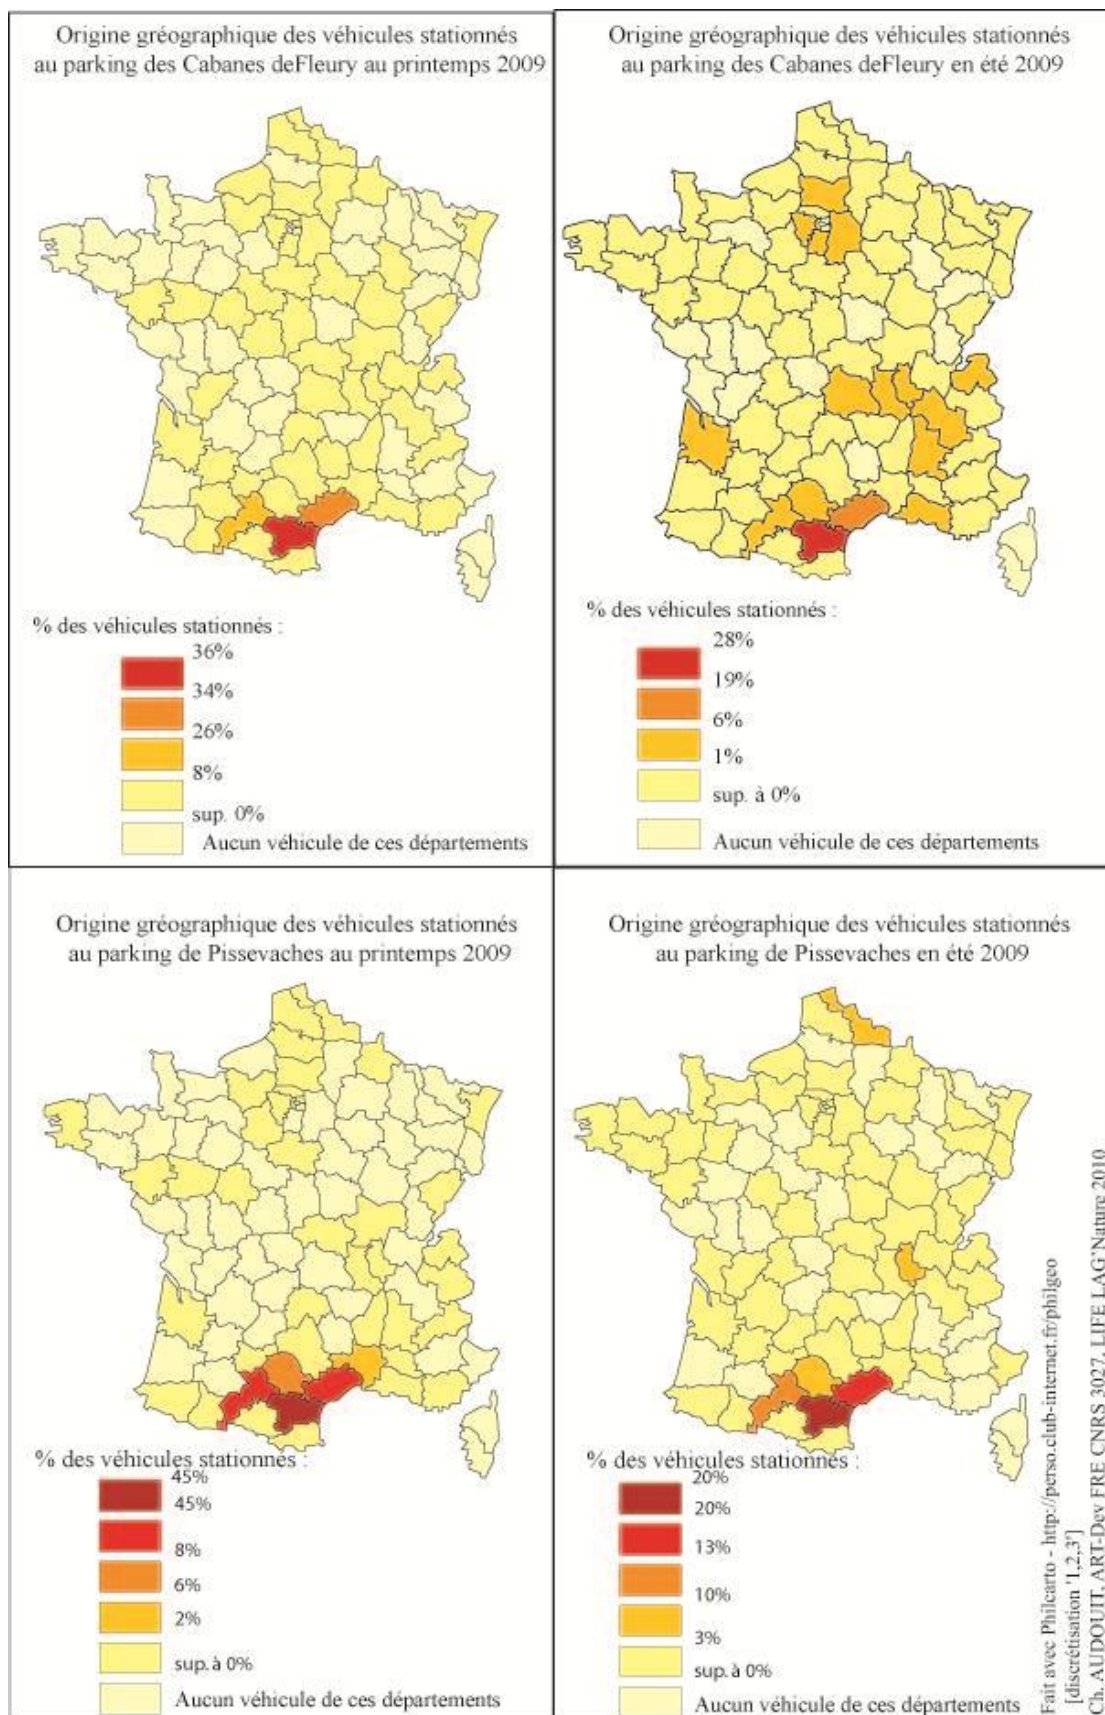 Origine gréographique des véhicules stationnés
au parking des Cabanes deFleury au printemps 2009
% des véhicules stationnés :
36%
34%
26%
8%
sup. 0%
Aucun véhicule de ces départements
Origine gréographique des véhicules stationnés
au parking des Cabanes deFleury en été 2009
% des véhicules stationnés :
28%
19%
6%
1%
sup. à 0%
Aucun véhicule de ces départements
Origine gréographique des véhicules stationnés
au parking de Pissevaches au printemps 2009
% des véhicules stationnés :
45%
45%
8%
6%
2%
sup. à 0%
Aucun véhicule de ces départements
Origine gréographique des véhicules stationnés
au parking de Pissevaches en été 2009
% des véhicules stationnés :
20%
20%
13%
10%
3%
sup. à 0%
Aucun véhicule de ces départements
Fait avec Philcarto - http://perso.club-internet.fr/philgeo
[discrétisation '1,2,3']
Ch. AUDOUIT, ART-Dev FRE CNRS 3027, LIFE LAG'Nature 2010